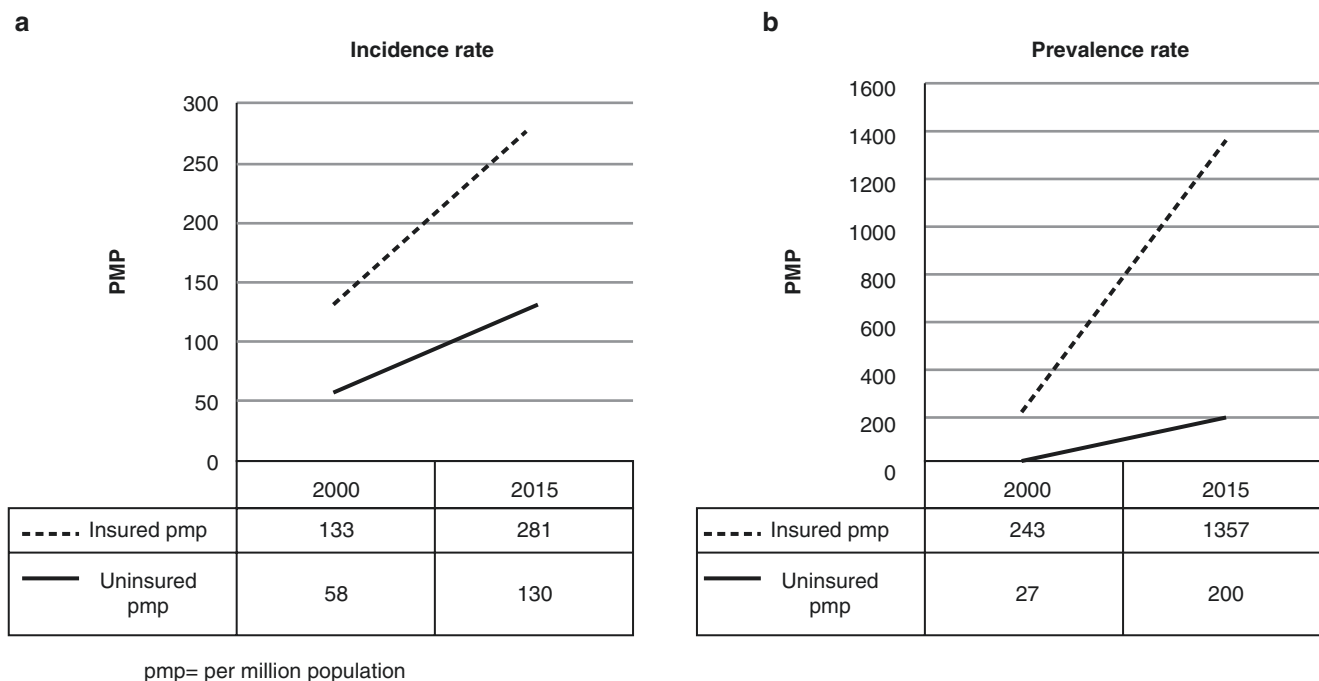 a
Incidence rate
300
250
200
150
100
50
0
PMP
2000 2015
Insured pmp 133 281
Uninsured
pmp 58 130
pmp= per million population
b
Prevalence rate
1600
1400
1200
1000
800
600
400
200
0
PMP
2000 2015
Insured pmp 243 1357
Uninsured
pmp 27 200